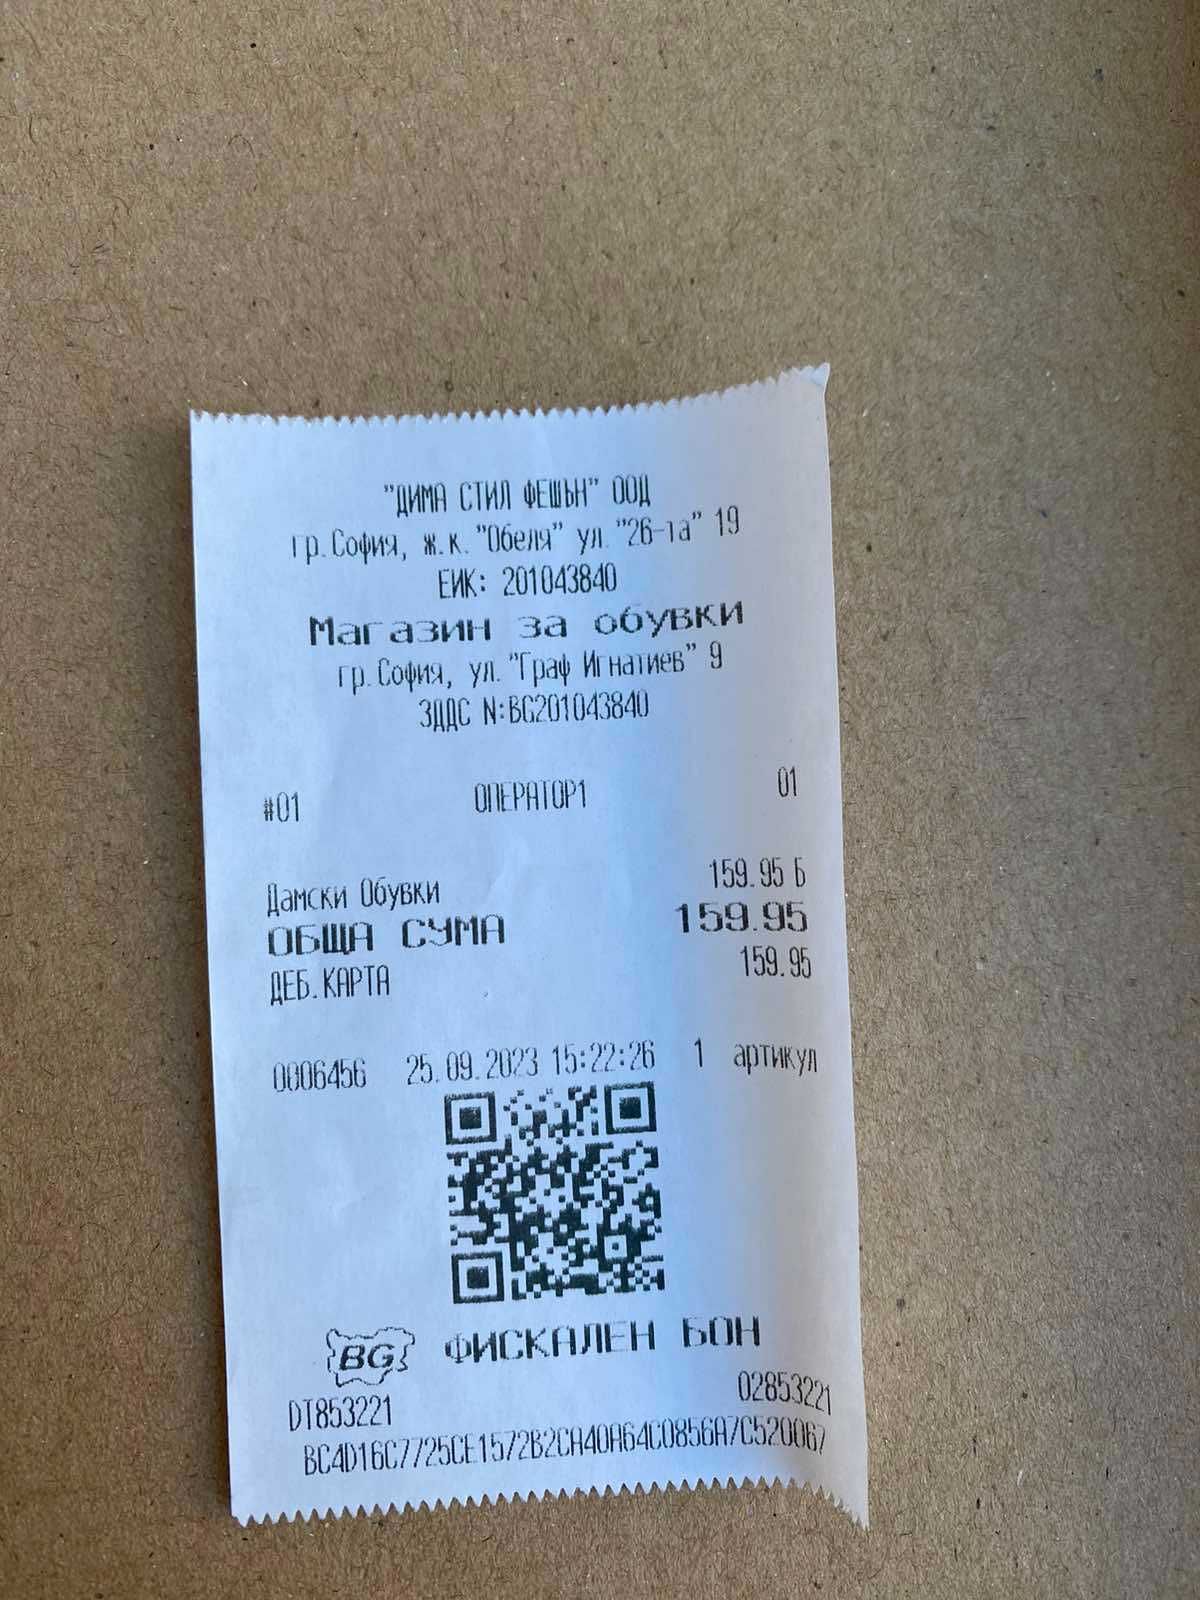 "ДИМА СТИЛ ФЕШЪН" ООД
гр.София, ж.к."Обеля" ул."26-та" 19
ЕИК: 201043840
Магазин за обувки
гр.София, ул."Граф Игнатиев" 9
ЗДДС N:BG201043840
#01 ОПЕРАТОР1 01
Дамски Обувки 159.95 Б
ОБЩА СУМА 159.95
ДЕБ.КАРТА 159.95
0006456 25.09.2023 15:22:26 1 артикул
BG ФИСКАЛЕН БОН
DT853221 02853221
BC4D16C7725CE1572B2CA40A64C0856A7C520067